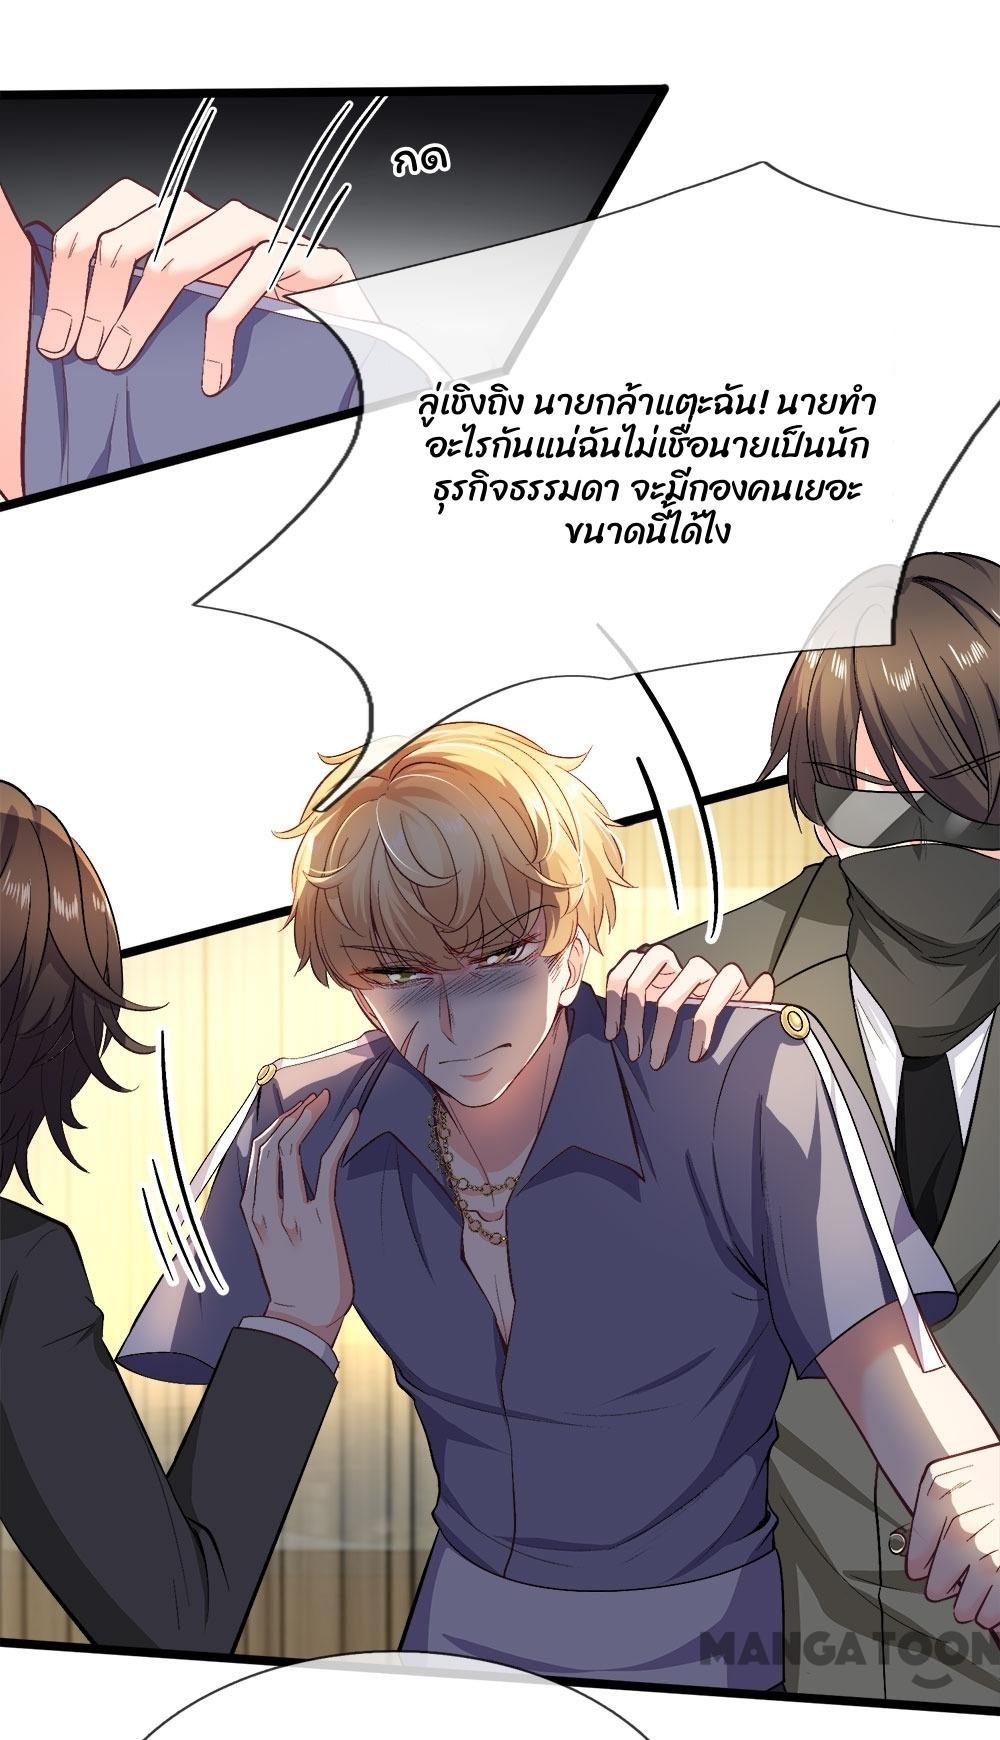 กด
ลู่เชิงถิง นายกล้าแตะฉัน! นายทำ
อะไรกันแน่ฉันไม่เชื่อนายเป็นนัก
ธุรกิจธรรมดา จะมีกองคนเยอะ
ขนาดนี้ได้ไง
MANGATOON